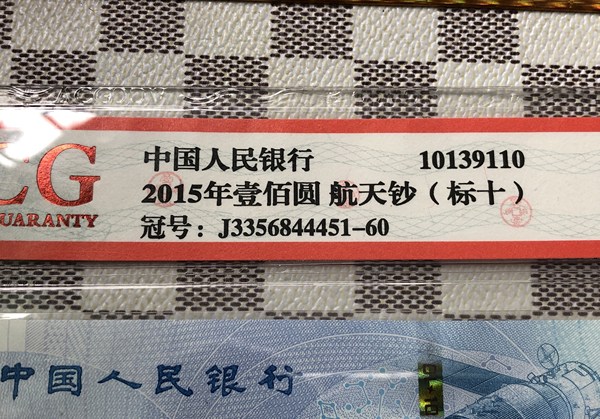 中国人民银行 10139110
CG
2015年壹佰圆 航天钞（标十）
GUARANTY
冠号：J3356844451-60
中国人民银行